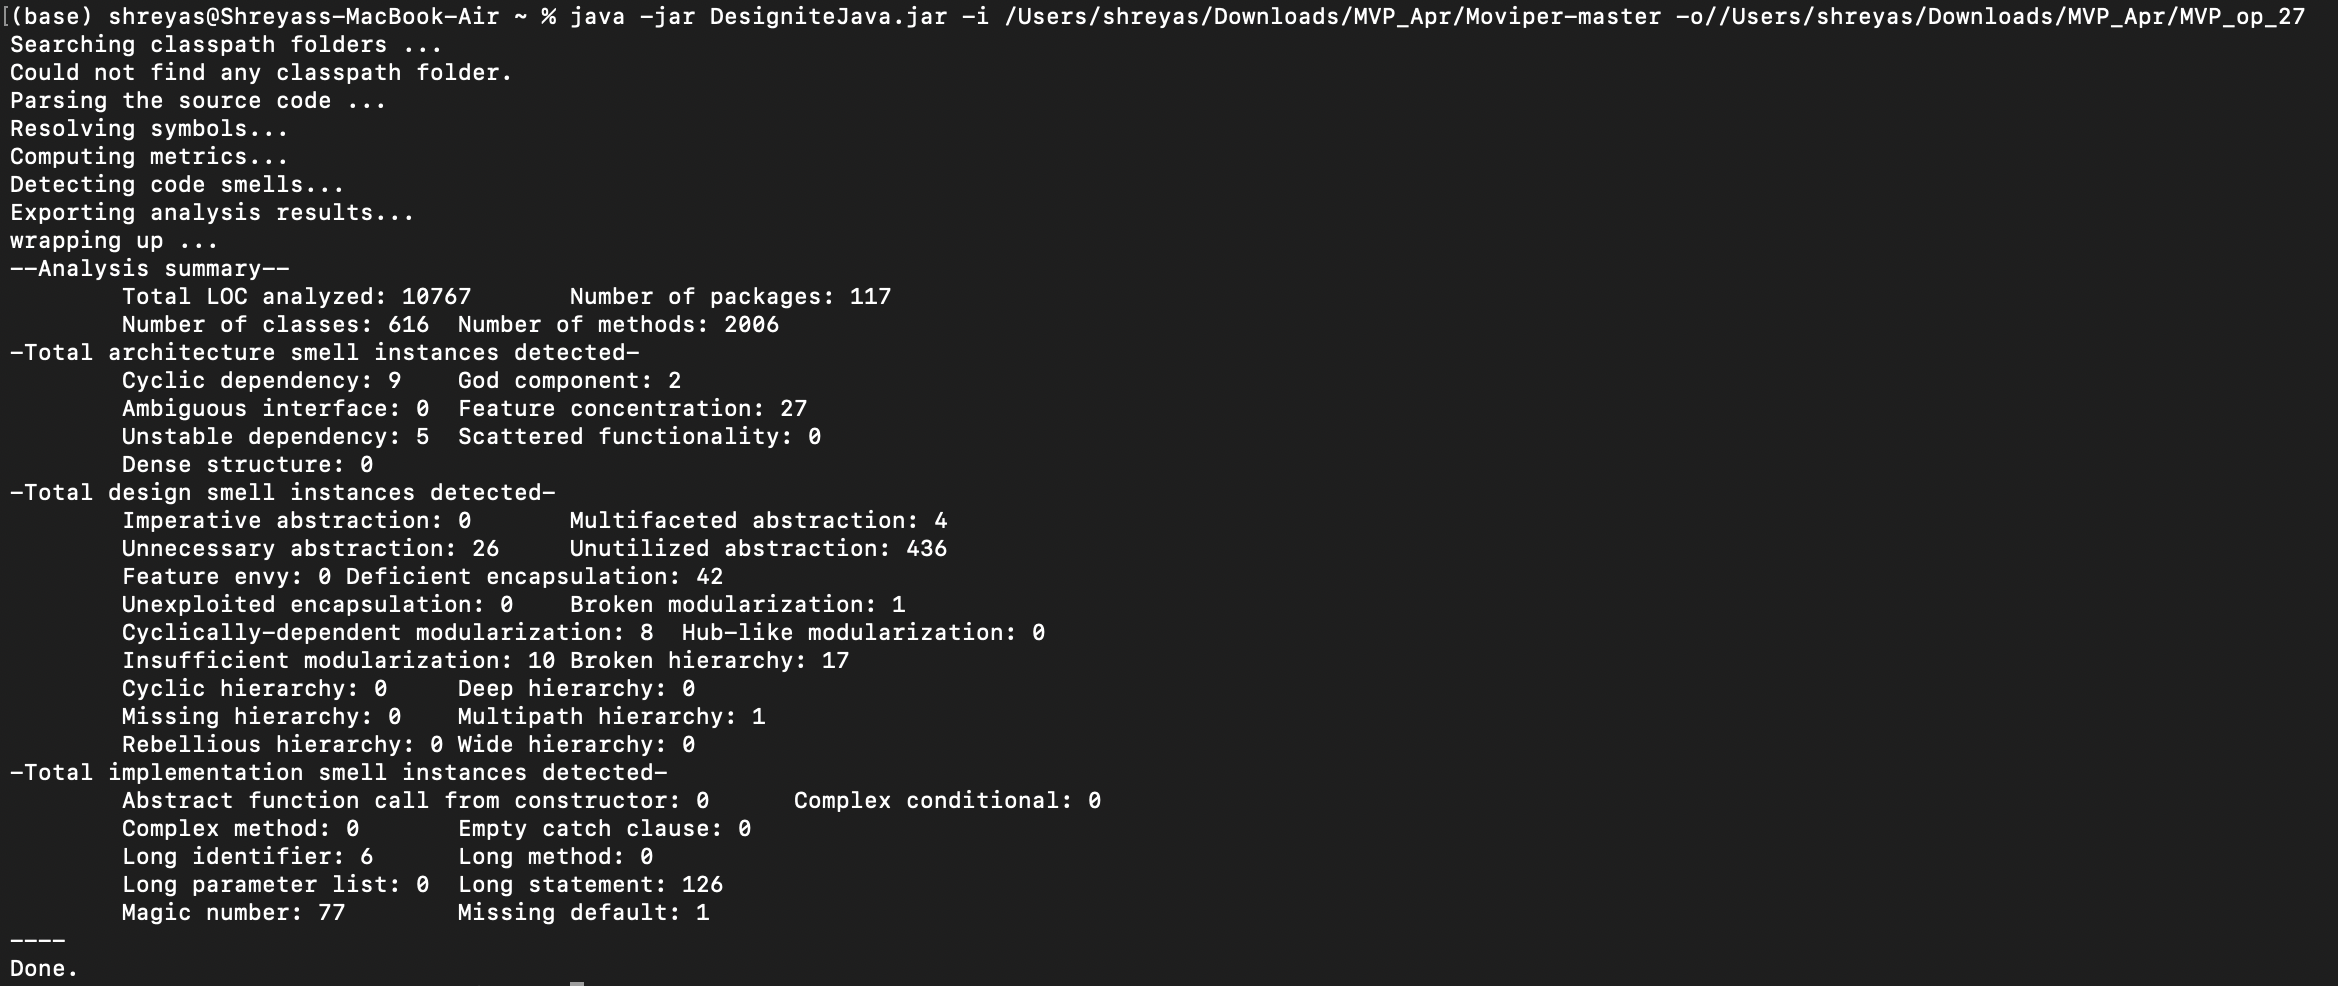 (base) shreyas@Shreyass-MacBook-Air ~ % java -jar DesigniteJava.jar -i /Users/shreyas/Downloads/MVP_Apr/Moviper-master -o//Users/shreyas/Downloads/MVP_Apr/MVP_op_27
Searching classpath folders ...
Could not find any classpath folder.
Parsing the source code ...
Resolving symbols...
Computing metrics...
Detecting code smells...
Exporting analysis results...
wrapping up ...
--Analysis summary--
Total LOC analyzed: 10767 Number of packages: 117
Number of classes: 616 Number of methods: 2006
-Total architecture smell instances detected-
Cyclic dependency: 9 God component: 2
Ambiguous interface: 0 Feature concentration: 27
Unstable dependency: 5 Scattered functionality: 0
Dense structure: 0
-Total design smell instances detected-
Imperative abstraction: 0 Multifaceted abstraction: 4
Unnecessary abstraction: 26 Unutilized abstraction: 436
Feature envy: 0 Deficient encapsulation: 42
Unexploited encapsulation: 0 Broken modularization: 1
Cyclically-dependent modularization: 8 Hub-like modularization: 0
Insufficient modularization: 10 Broken hierarchy: 17
Cyclic hierarchy: 0 Deep hierarchy: 0
Missing hierarchy: 0 Multipath hierarchy: 1
Rebellious hierarchy: 0 Wide hierarchy: 0
-Total implementation smell instances detected-
Abstract function call from constructor: 0 Complex conditional: 0
Complex method: 0 Empty catch clause: 0
Long identifier: 6 Long method: 0
Long parameter list: 0 Long statement: 126
Magic number: 77 Missing default: 1
----
Done.